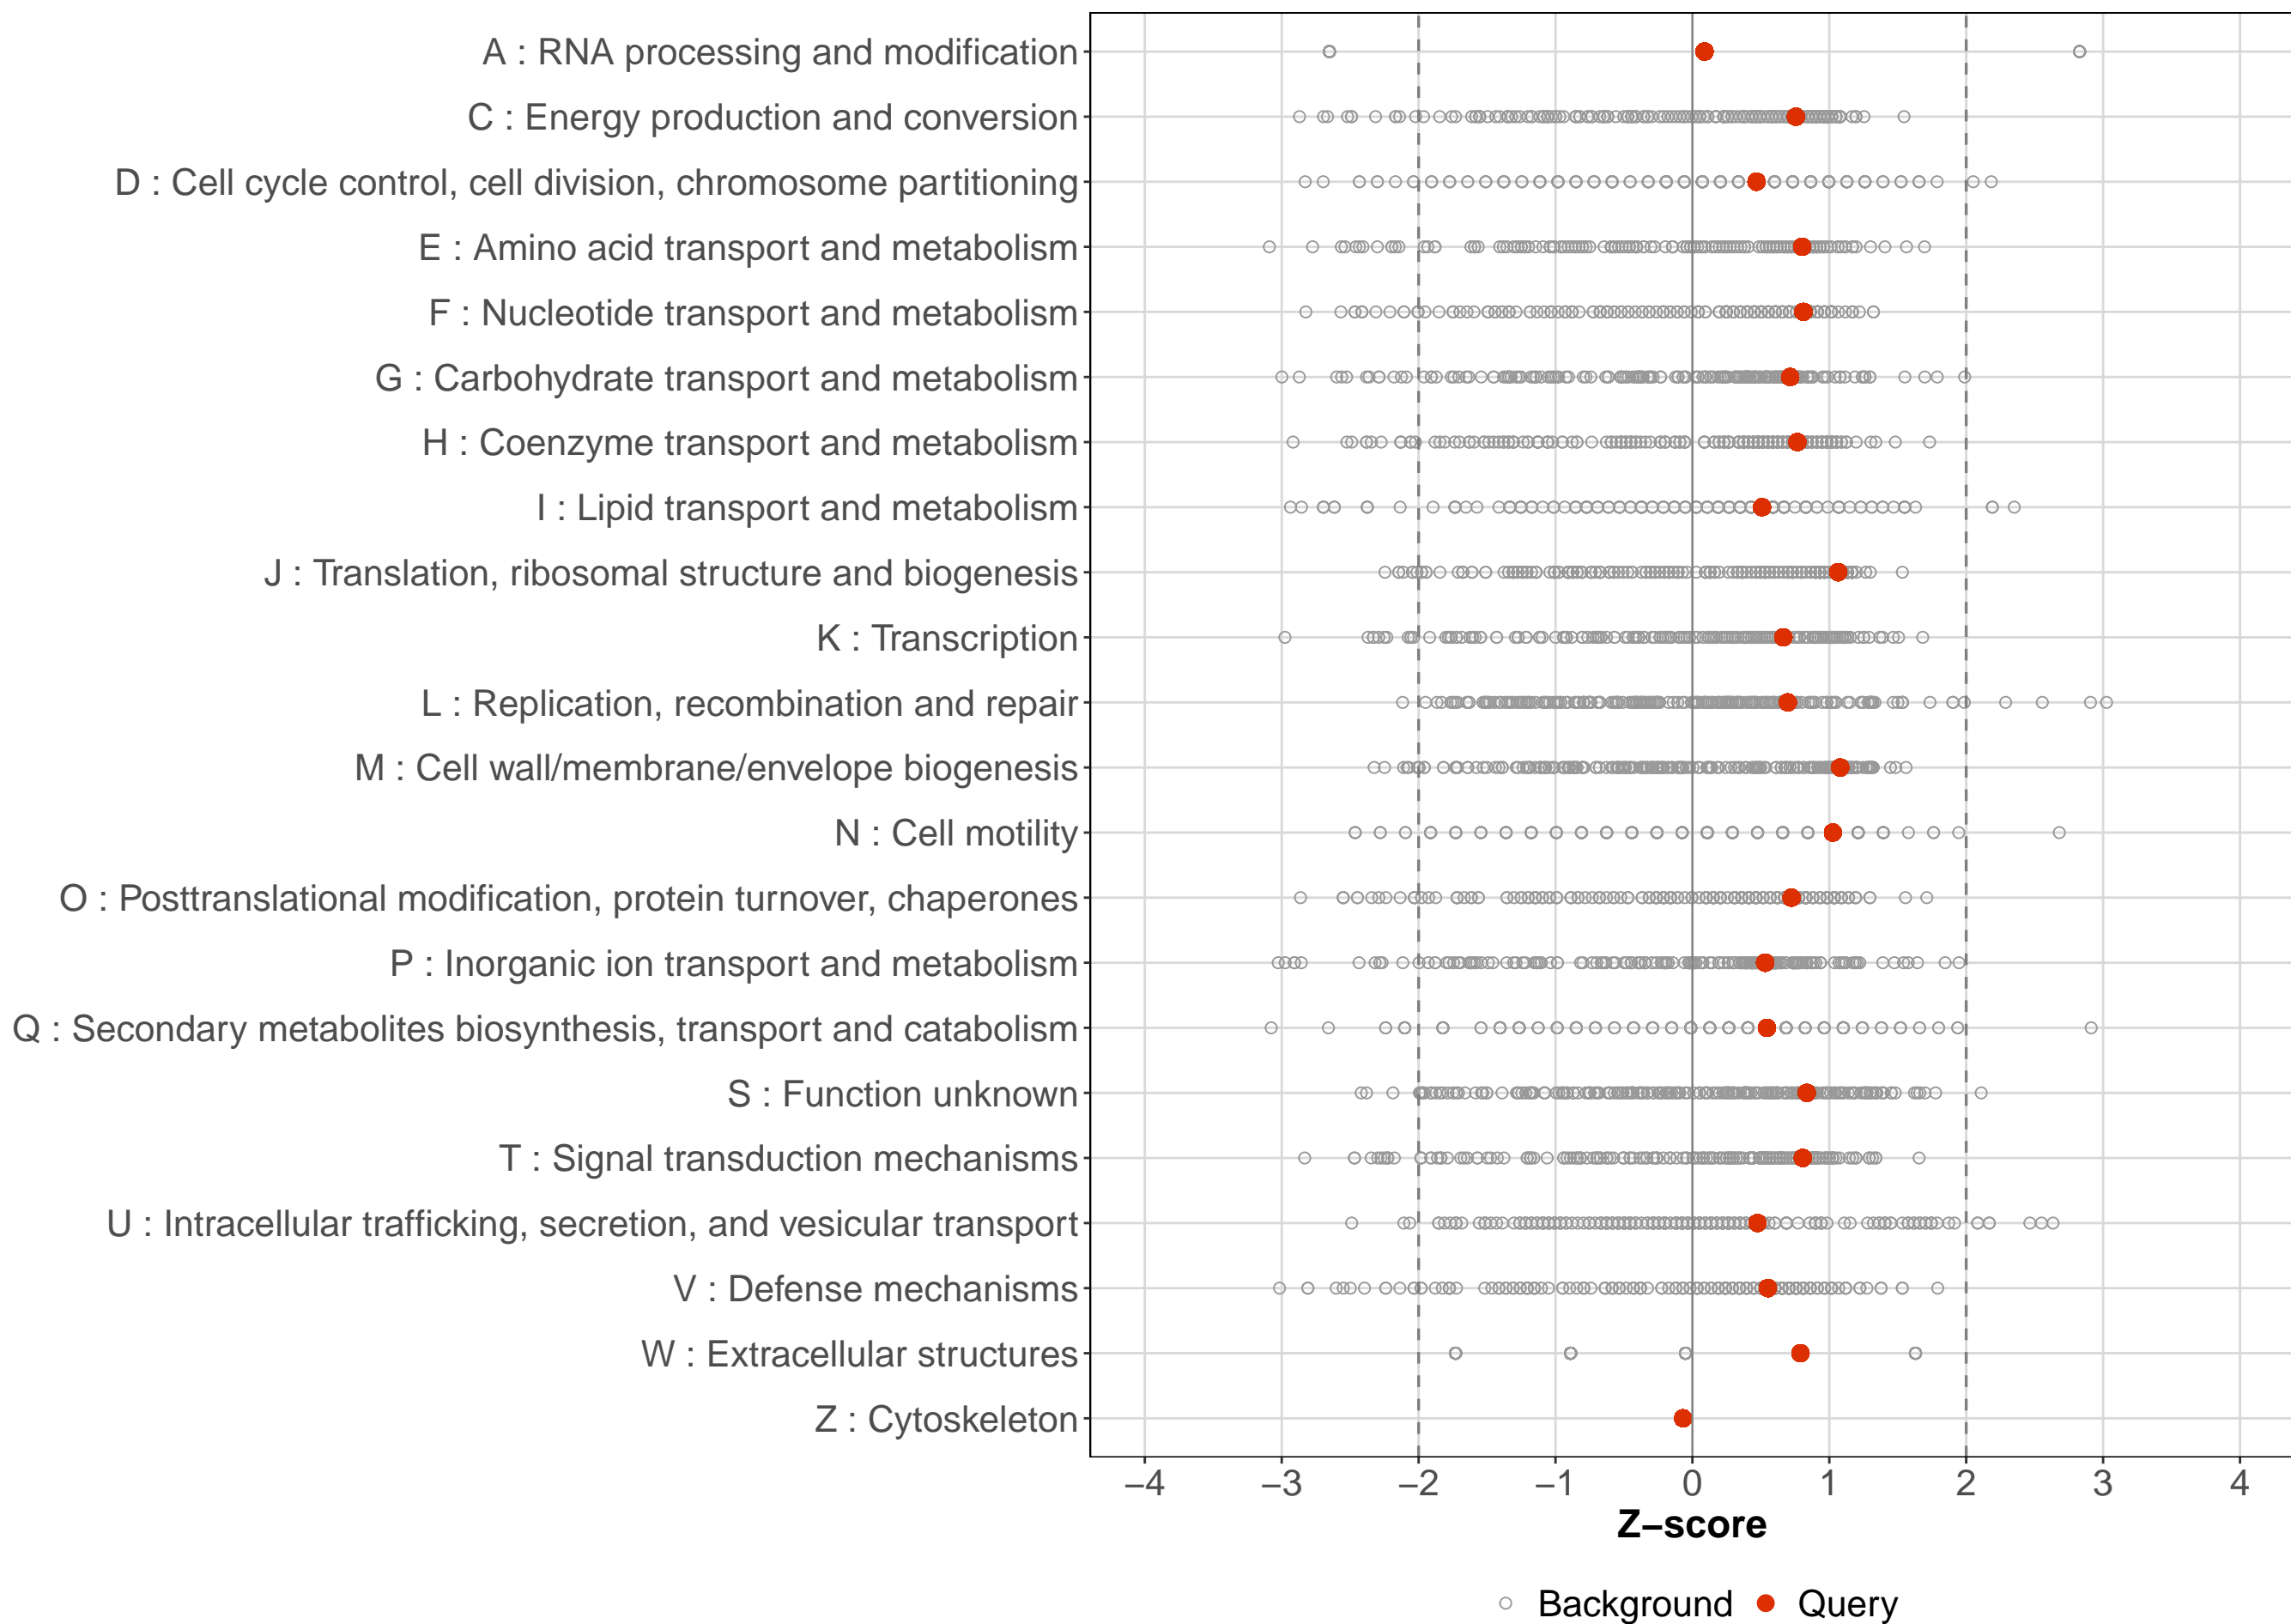 A : RNA processing and modification
C : Energy production and conversion
D : Cell cycle control, cell division, chromosome partitioning
E : Amino acid transport and metabolism
F : Nucleotide transport and metabolism
G : Carbohydrate transport and metabolism
H : Coenzyme transport and metabolism
I : Lipid transport and metabolism
J : Translation, ribosomal structure and biogenesis
K : Transcription
L : Replication, recombination and repair
M : Cell wall/membrane/envelope biogenesis
N : Cell motility
O : Posttranslational modification, protein turnover, chaperones
P : Inorganic ion transport and metabolism
Q : Secondary metabolites biosynthesis, transport and catabolism
S : Function unknown
T : Signal transduction mechanisms
U : Intracellular trafficking, secretion, and vesicular transport
V : Defense mechanisms
W : Extracellular structures
Z : Cytoskeleton
−4 −3 −2 −1 0 1 2 3 4
Z−score
Background Query